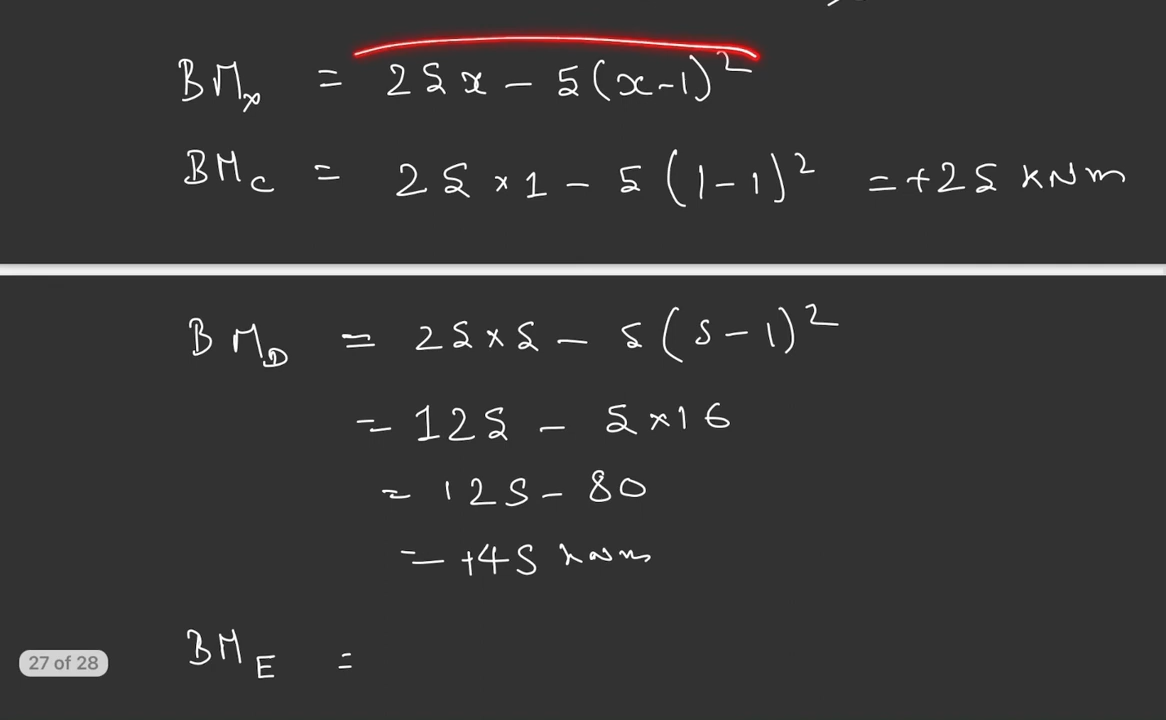 BMx = 25x - 5(x-1)²
BMC = 25 × 1 - 5(1-1)² = +25 kNm
BMD = 25×5 - 5(5-1)²
= 125 - 5×16
= 125 - 80
= +45 kNm
BME =
27 of 28